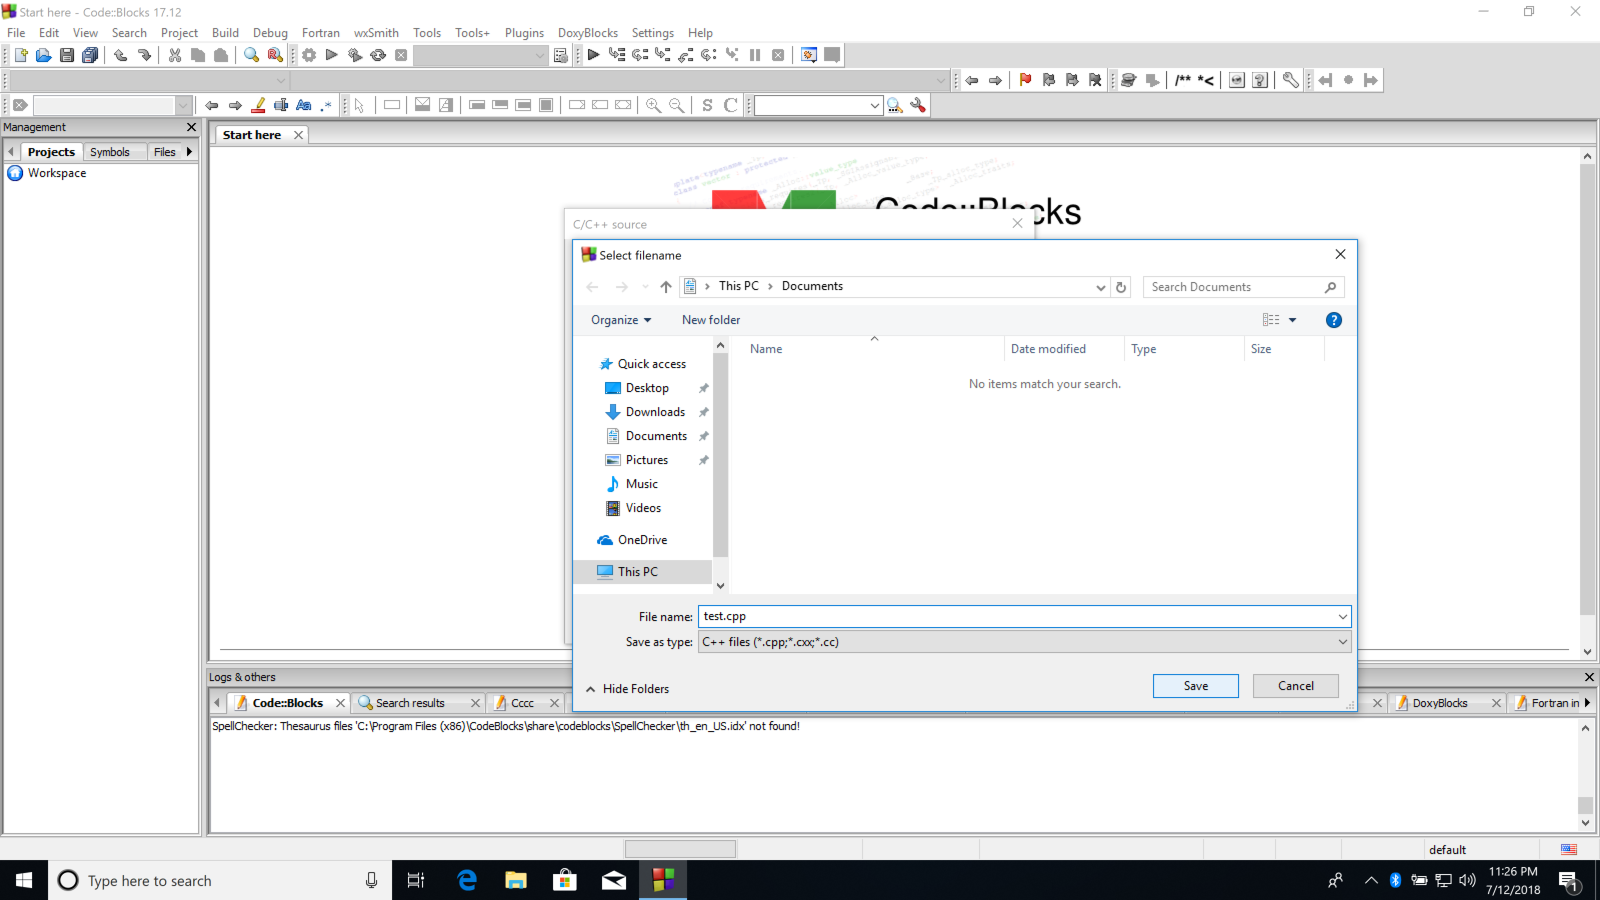 Start here - Code::Blocks 17.12
File Edit View Search Project Build Debug Fortran wxSmith Tools Tools+ Plugins DoxyBlocks Settings Help
/** *<
Aa .*
S C
Management
Start here
Projects Symbols Files
Workspace
Code::Blocks
C/C++ source
Select filename
This PC Documents
Search Documents
Organize New folder
?
Name Date modified Type Size
No items match your search.
Quick access
Desktop
Downloads
Documents
Pictures
Music
Videos
OneDrive
This PC
File name: test.cpp
Save as type: C++ files (*.cpp;*.cxx;*.cc)
Hide Folders
Save Cancel
Logs & others
Code::Blocks Search results Cccc DoxyBlocks Fortran in
SpellChecker: Thesaurus files 'C:\Program Files (x86)\CodeBlocks\share\codeblocks\SpellChecker\th_en_US.idx' not found!
default
Type here to search
11:26 PM
7/12/2018
1